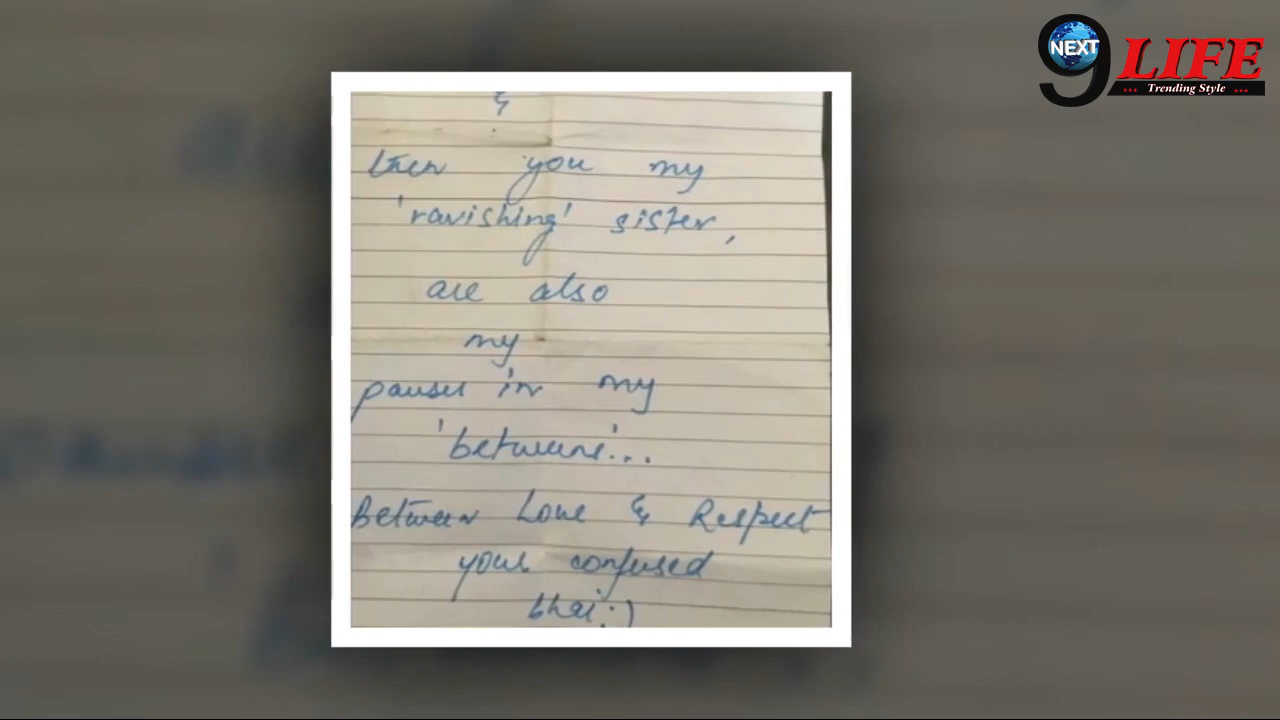 NEXT
9 LIFE
... Trending Style ...
&
then you my
'ravishing' sister,
are also
my
pauses in my
'betweens'...
Between Love & Respect
your confused
bhai :)